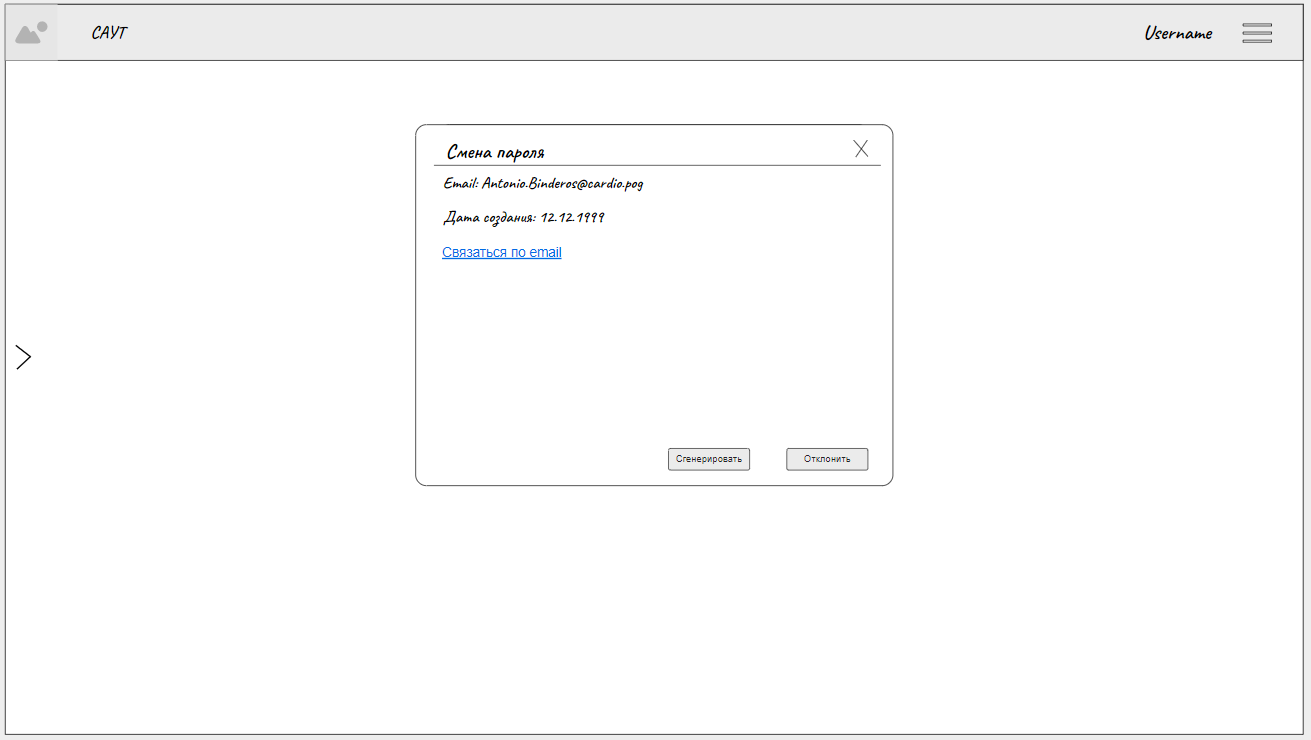 САУТ
Username
Смена пароля
Email: Antonio.Binderos@cardio.pog
Дата создания: 12.12.1999
Связаться по email
Сгенерировать
Отклонить